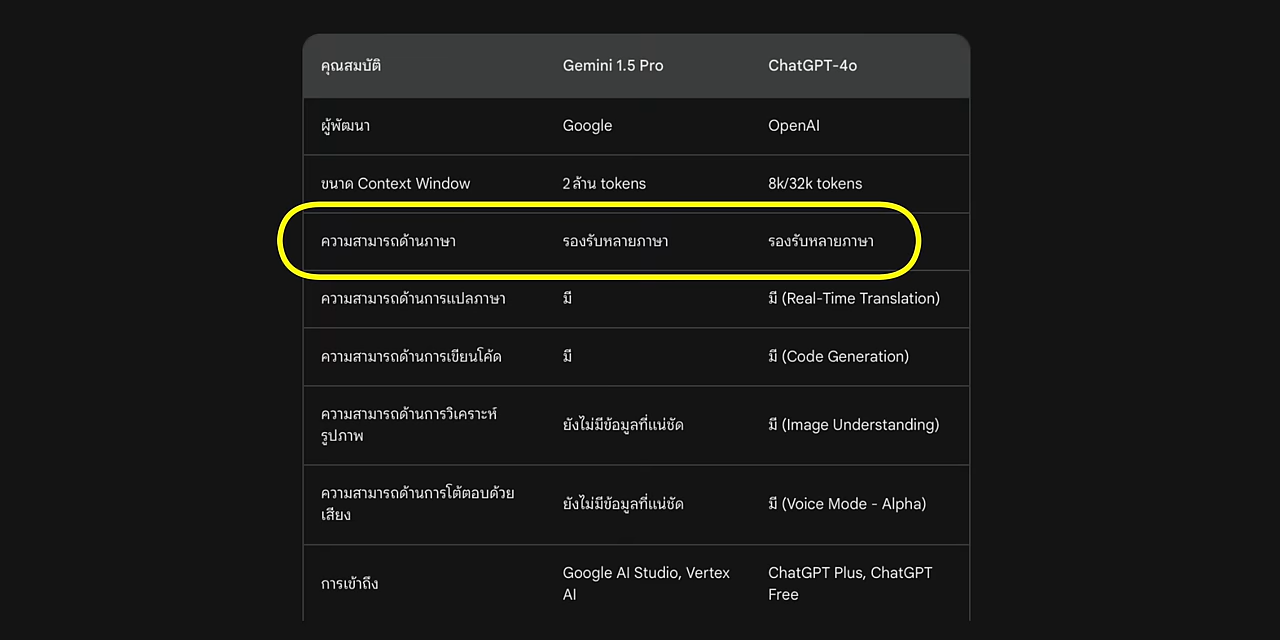 คุณสมบัติ Gemini 1.5 Pro ChatGPT-4o
ผู้พัฒนา Google OpenAI
ขนาด Context Window 2 ล้าน tokens 8k/32k tokens
ความสามารถด้านภาษา รองรับหลายภาษา รองรับหลายภาษา
ความสามารถด้านการแปลภาษา มี มี (Real-Time Translation)
ความสามารถด้านการเขียนโค้ด มี มี (Code Generation)
ความสามารถด้านการวิเคราะห์
รูปภาพ
ยังไม่มีข้อมูลที่แน่ชัด มี (Image Understanding)
ความสามารถด้านการโต้ตอบด้วย
เสียง
ยังไม่มีข้อมูลที่แน่ชัด มี (Voice Mode - Alpha)
การเข้าถึง
Google AI Studio, Vertex
AI
ChatGPT Plus, ChatGPT
Free